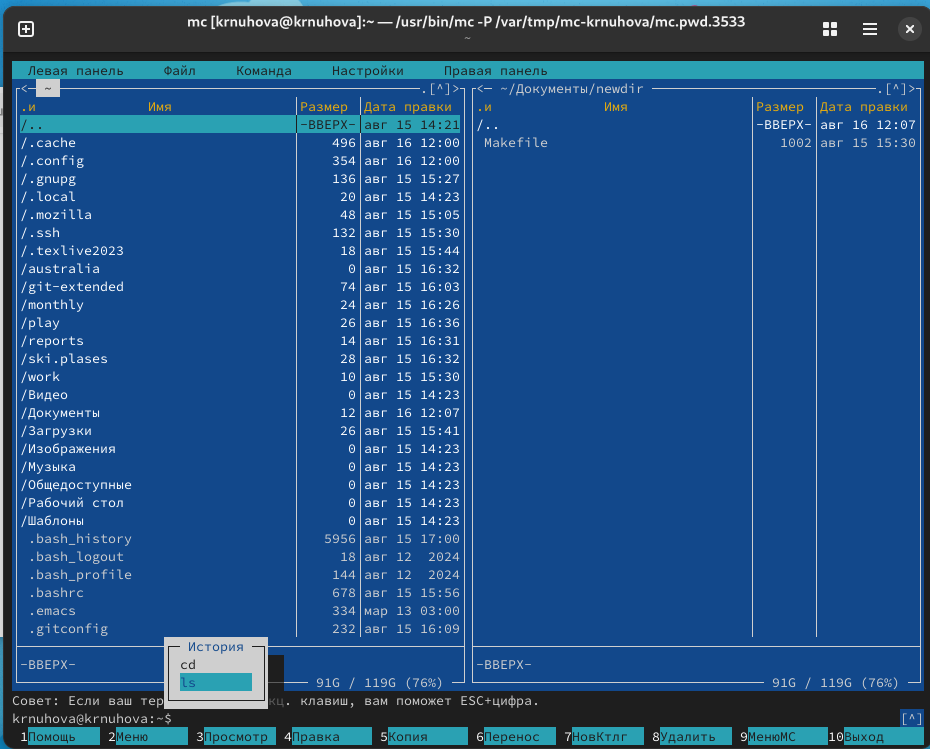 mc [krnuhova@krnuhova]:~ — /usr/bin/mc -P /var/tmp/mc-krnuhova/mc.pwd.3533
~
Левая панель Файл Команда Настройки Правая панель
<─ ~ .[^]>
.и Имя Размер Дата правки
/.. -ВВЕРХ- авг 15 14:21
/.cache 496 авг 16 12:00
/.config 354 авг 16 12:00
/.gnupg 136 авг 15 15:27
/.local 20 авг 15 14:23
/.mozilla 48 авг 15 15:05
/.ssh 132 авг 15 15:30
/.texlive2023 18 авг 15 15:44
/australia 0 авг 15 16:32
/git-extended 74 авг 15 16:03
/monthly 24 авг 15 16:26
/play 26 авг 15 16:36
/reports 14 авг 15 16:31
/ski.plases 28 авг 15 16:32
/work 10 авг 15 15:30
/Видео 0 авг 15 14:23
/Документы 12 авг 16 12:07
/Загрузки 26 авг 15 15:41
/Изображения 0 авг 15 14:23
/Музыка 0 авг 15 14:23
/Общедоступные 0 авг 15 14:23
/Рабочий стол 0 авг 15 14:23
/Шаблоны 0 авг 15 14:23
.bash_history 5956 авг 15 17:00
.bash_logout 18 авг 12 2024
.bash_profile 144 авг 12 2024
.bashrc 678 авг 15 15:56
.emacs 334 мар 13 03:00
.gitconfig 232 авг 15 16:09
-ВВЕРХ-
91G / 119G (76%)
<─ ~/Документы/newdir .[^]>
.и Имя Размер Дата правки
/.. -ВВЕРХ- авг 16 12:07
Makefile 1002 авг 15 15:30
-ВВЕРХ-
91G / 119G (76%)
История
cd
ls
Совет: Если ваш тер кц. клавиш, вам поможет ESC+цифра.
krnuhova@krnuhova:~$ [^]
1Помощь 2Меню 3Просмотр 4Правка 5Копия 6Перенос 7НовКтлг 8Удалить 9МенюMC 10Выход